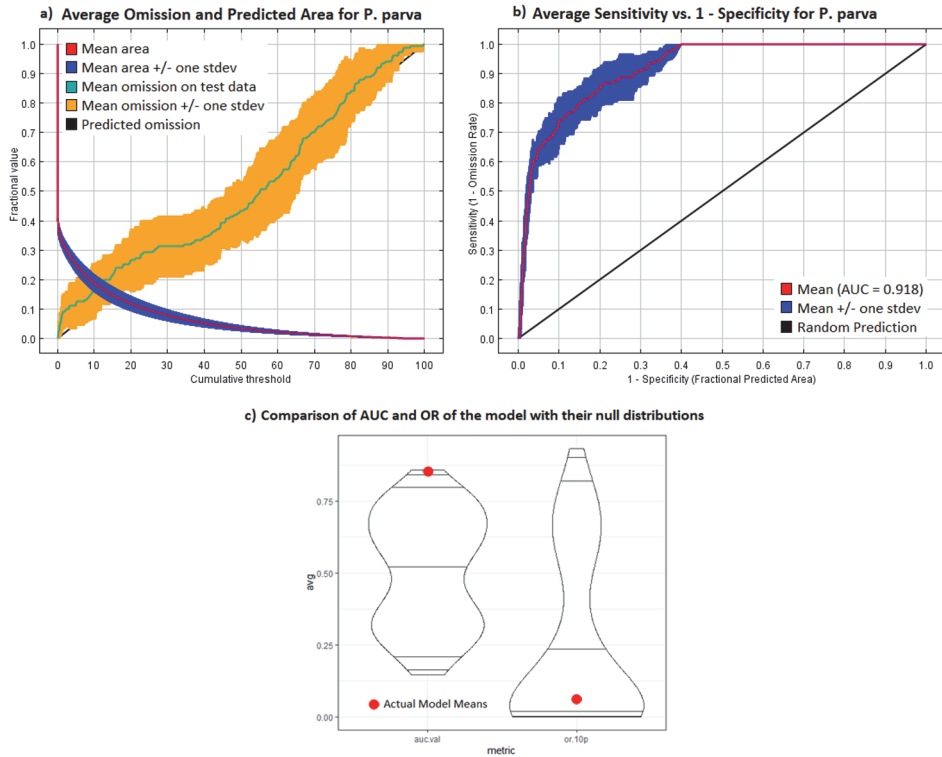 a) Average Omission and Predicted Area for P. parva
Mean area
Mean area +/- one stdev
Mean omission on test data
Mean omission +/- one stdev
Predicted omission
Fractional value
1.0
0.9
0.8
0.7
0.6
0.5
0.4
0.3
0.2
0.1
0.0
0 10 20 30 40 50 60 70 80 90 100
Cumulative threshold
b) Average Sensitivity vs. 1 - Specificity for P. parva
Sensitivity (1 - Omission Rate)
1.0
0.9
0.8
0.7
0.6
0.5
0.4
0.3
0.2
0.1
0.0
Mean (AUC = 0.918)
Mean +/- one stdev
Random Prediction
0.0 0.1 0.2 0.3 0.4 0.5 0.6 0.7 0.8 0.9 1.0
1 - Specificity (Fractional Predicted Area)
c) Comparison of AUC and OR of the model with their null distributions
avg
0.75
0.50
0.25
0.00
Actual Model Means
auc.val or.10p
metric